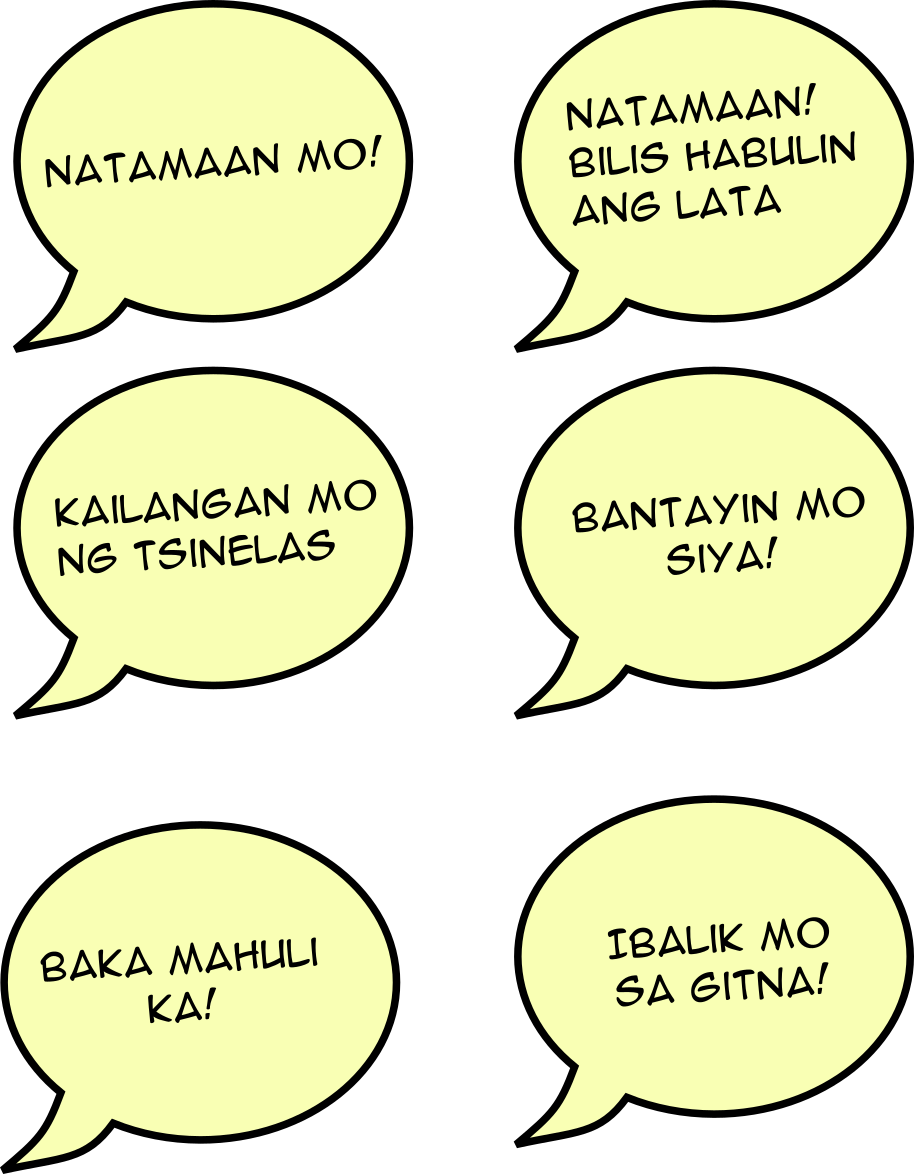 NATAMAAN MO!
NATAMAAN!
BILIS HABULIN
ANG LATA
KAILANGAN MO
NG TSINELAS
BANTAYIN MO
SIYA!
BAKA MAHULI
KA!
IBALIK MO
SA GITNA!